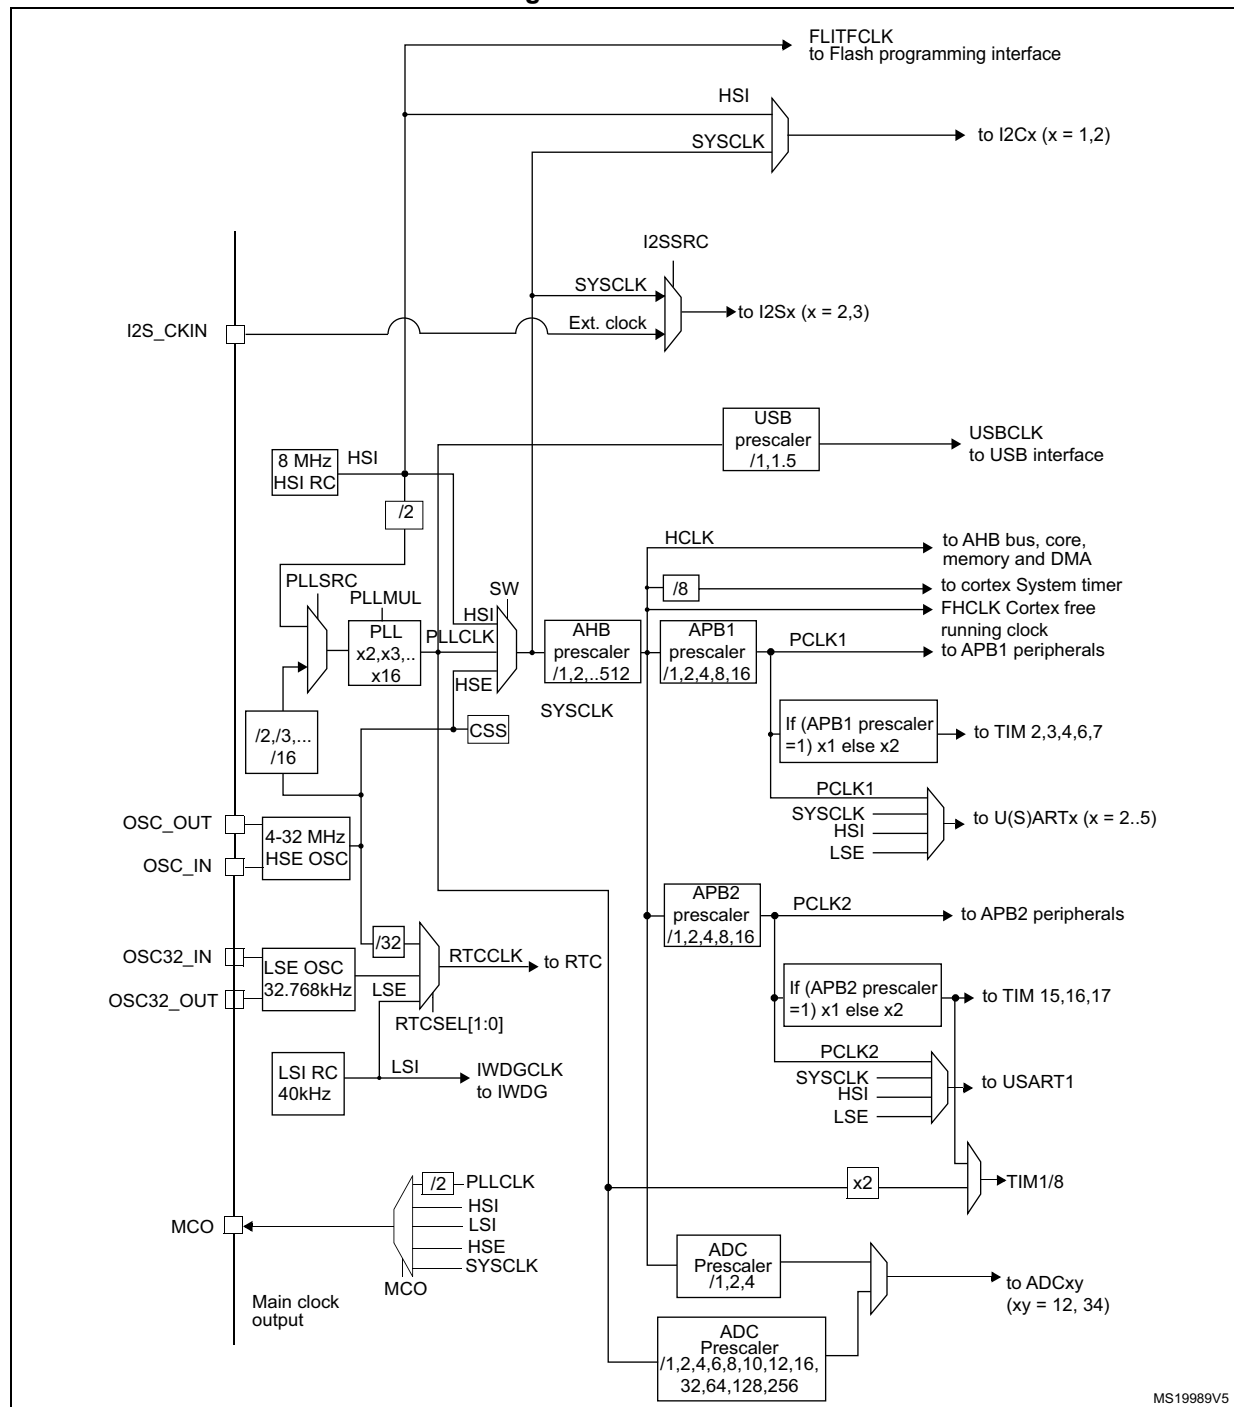 FLITFCLK
to Flash programming interface
HSI
SYSCLK
to I2Cx (x = 1,2)
I2SSRC
SYSCLK
to I2Sx (x = 2,3)
I2S_CKIN
Ext. clock
USB
prescaler
/1,1.5
USBCLK
to USB interface
8 MHz
HSI RC
HSI
/2
HCLK
to AHB bus, core,
memory and DMA
/8
to cortex System timer
FHCLK Cortex free
running clock
PLLSRC
PLLMUL
PLL
x2,x3,..
x16
SW
HSI
PLLCLK
HSE
AHB
prescaler
/1,2,..512
APB1
prescaler
/1,2,4,8,16
PCLK1
to APB1 peripherals
SYSCLK
/2,/3,...
/16
CSS
If (APB1 prescaler
=1) x1 else x2
to TIM 2,3,4,6,7
PCLK1
SYSCLK
HSI
LSE
to U(S)ARTx (x = 2..5)
OSC_OUT
OSC_IN
4-32 MHz
HSE OSC
APB2
prescaler
/1,2,4,8,16
PCLK2
to APB2 peripherals
/32
OSC32_IN
OSC32_OUT
LSE OSC
32.768kHz
LSE
RTCCLK
to RTC
RTCSEL[1:0]
If (APB2 prescaler
=1) x1 else x2
to TIM 15,16,17
LSI RC
40kHz
LSI
IWDGCLK
to IWDG
PCLK2
SYSCLK
HSI
LSE
to USART1
x2
TIM1/8
/2
PLLCLK
HSI
LSI
HSE
SYSCLK
MCO
MCO
Main clock
output
ADC
Prescaler
/1,2,4
to ADCxy
(xy = 12, 34)
ADC
Prescaler
/1,2,4,6,8,10,12,16,
32,64,128,256
MS19989V5